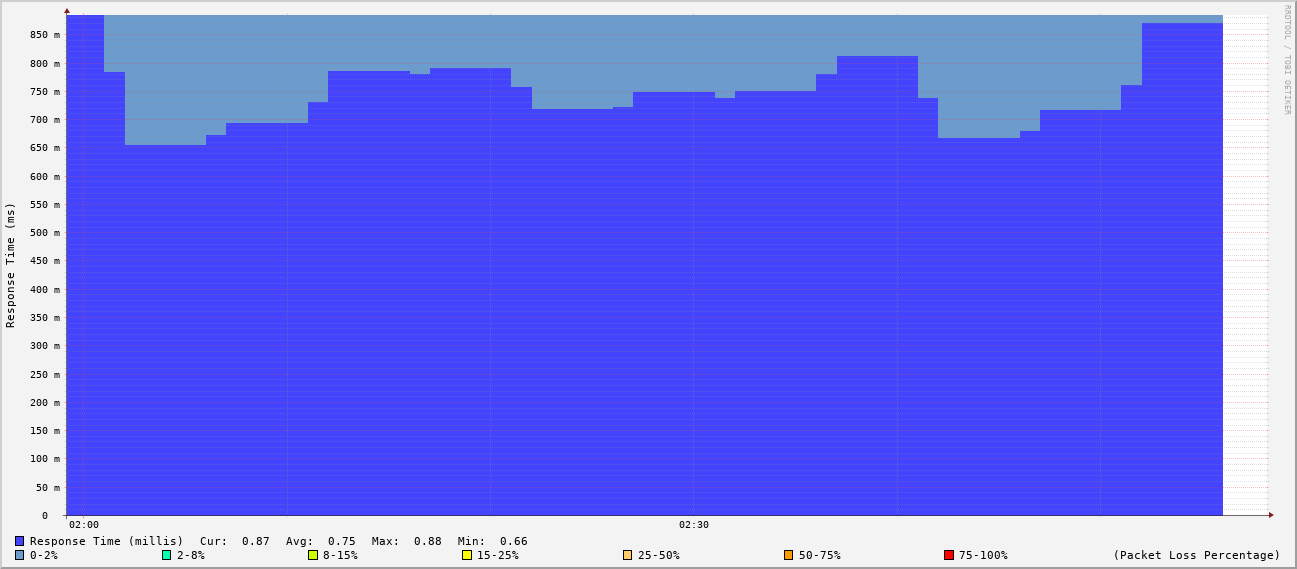 RRDTOOL / TOBI OETIKER
Response Time (ms)
850 m
800 m
750 m
700 m
650 m
600 m
550 m
500 m
450 m
400 m
350 m
300 m
250 m
200 m
150 m
100 m
50 m
0
02:00 02:30
Response Time (millis) Cur: 0.87 Avg: 0.75 Max: 0.88 Min: 0.66
0-2% 2-8% 8-15% 15-25% 25-50% 50-75% 75-100% (Packet Loss Percentage)